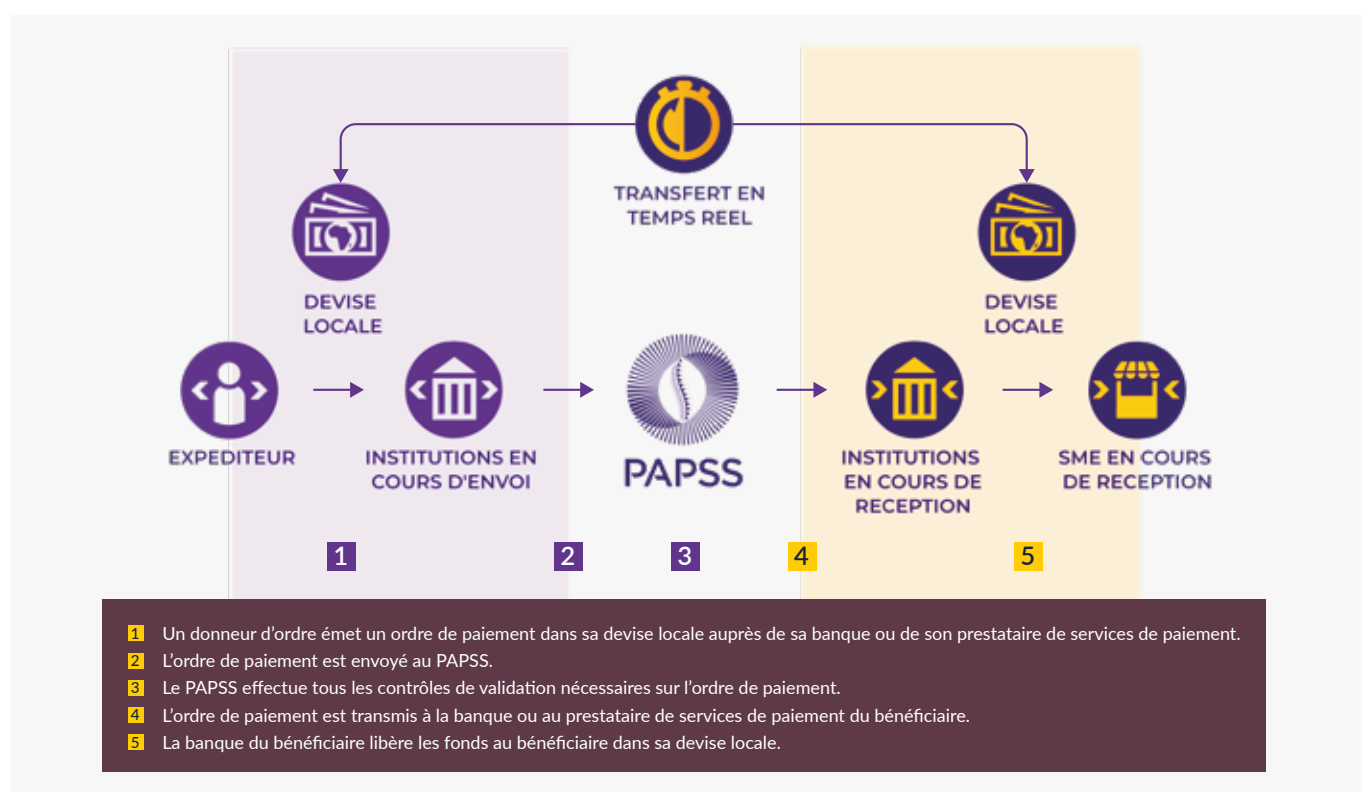 TRANSFERT EN
TEMPS REEL
DEVISE
LOCALE
DEVISE
LOCALE
EXPEDITEUR
INSTITUTIONS EN
COURS D'ENVOI
PAPSS
INSTITUTIONS
EN COURS DE
RECEPTION
SME EN COURS
DE RECEPTION
1 2 3 4 5
1 Un donneur d’ordre émet un ordre de paiement dans sa devise locale auprès de sa banque ou de son prestataire de services de paiement.
2 L’ordre de paiement est envoyé au PAPSS.
3 Le PAPSS effectue tous les contrôles de validation nécessaires sur l’ordre de paiement.
4 L’ordre de paiement est transmis à la banque ou au prestataire de services de paiement du bénéficiaire.
5 La banque du bénéficiaire libère les fonds au bénéficiaire dans sa devise locale.